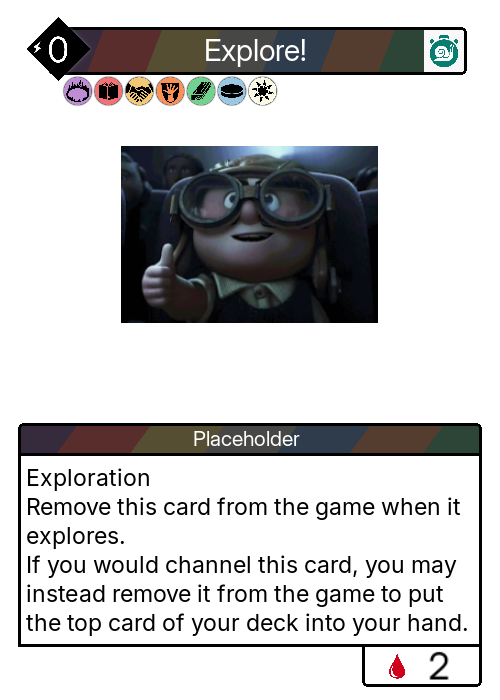 0
Explore!
Placeholder
Exploration
Remove this card from the game when it
explores.
If you would channel this card, you may
instead remove it from the game to put
the top card of your deck into your hand.
2